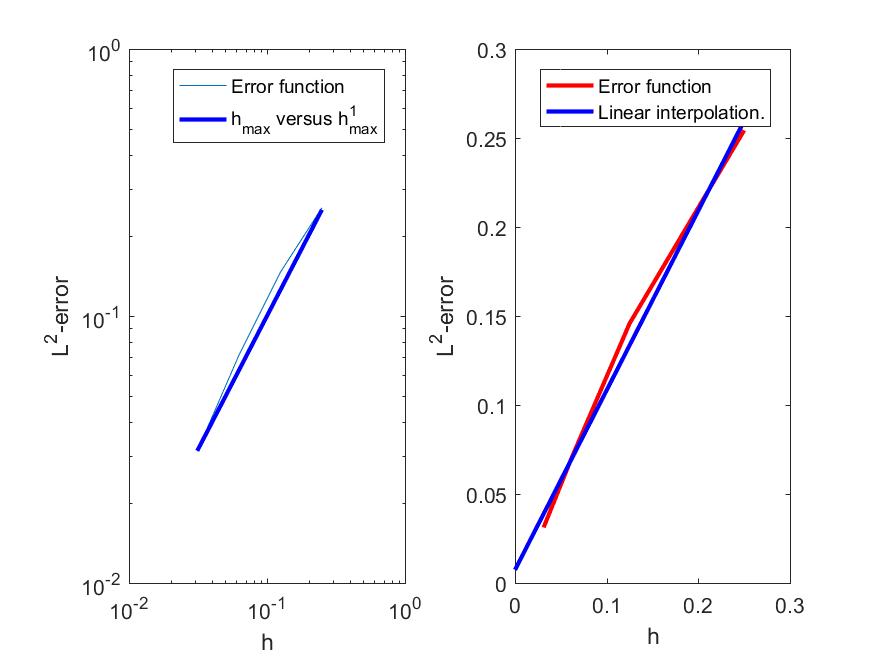 10^0
10^-1
10^-2
10^-2
10^-1
10^0
h
L^2-error
Error function
h_max versus h^1_max
0.3
0.25
0.2
0.15
0.1
0.05
0
0
0.1
0.2
0.3
h
L^2-error
Error function
Linear interpolation.